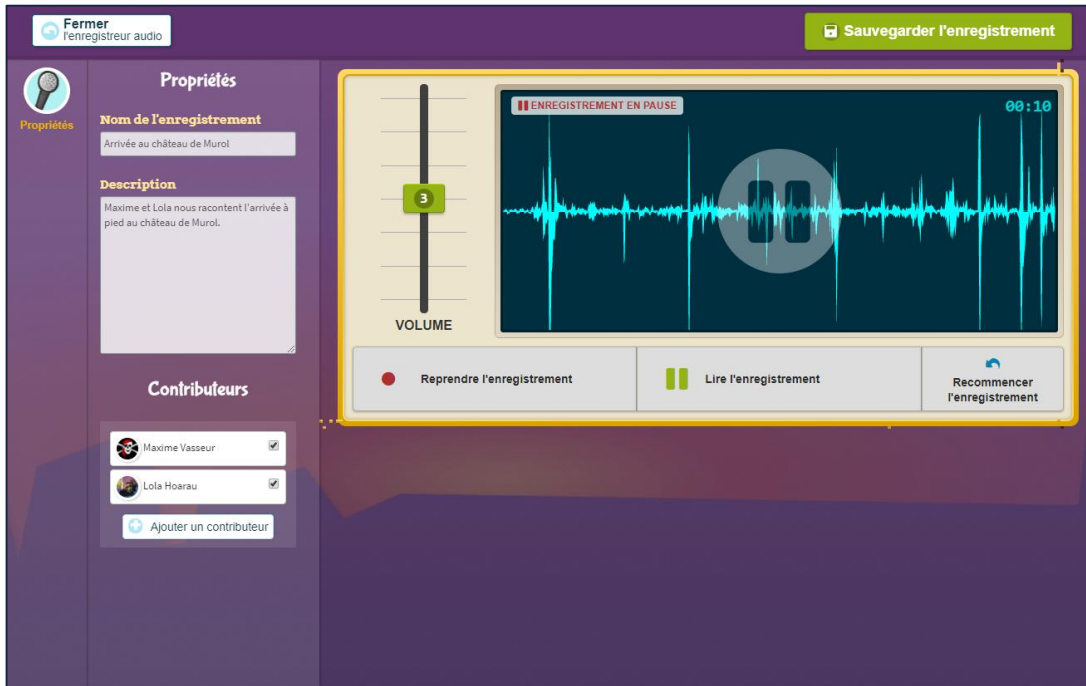 Fermer
l'enregistreur audio
Sauvegarder l'enregistrement
Propriétés
Propriétés
Nom de l'enregistrement
Arrivée au château de Murol
Description
Maxime et Lola nous racontent l'arrivée à
pied au château de Murol.
Contributeurs
Maxime Vasseur
Lola Hoarau
Ajouter un contributeur
3
VOLUME
ENREGISTREMENT EN PAUSE
00:10
Reprendre l'enregistrement
Lire l'enregistrement
Recommencer
l'enregistrement